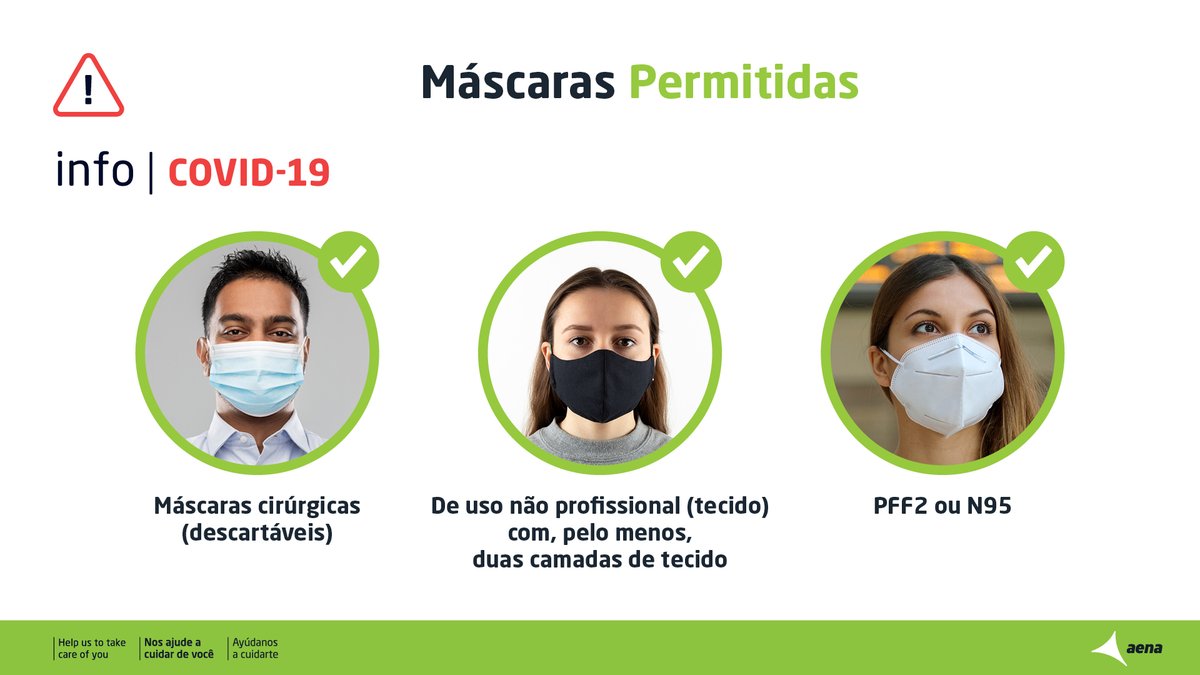 Máscaras Permitidas
info | COVID-19
Máscaras cirúrgicas
(descartáveis)
De uso não profissional (tecido)
com, pelo menos,
duas camadas de tecido
PFF2 ou N95
Help us to take
care of you
Nos ajude a
cuidar de você
Ayúdanos
a cuidarte
aena